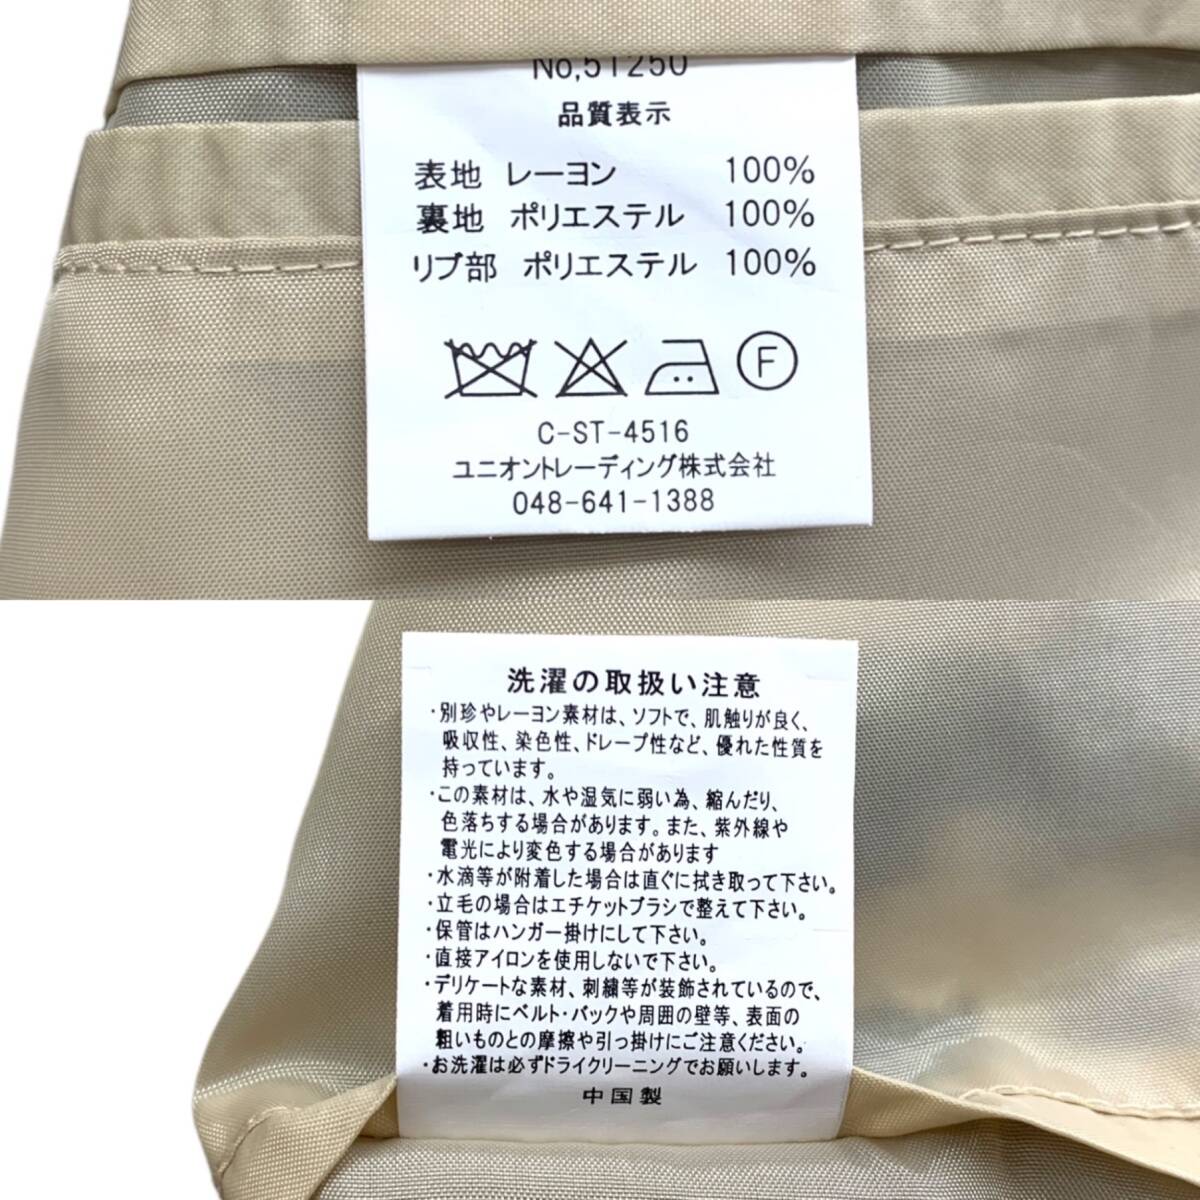 No,51250
品質表示
表地 レーヨン 100%
裏地 ポリエステル 100%
リブ部 ポリエステル 100%
F
C-ST-4516
ユニオントレーディング株式会社
048-641-1388
洗濯の取扱い注意
・別珍やレーヨン素材は、ソフトで、肌触りが良く、
吸収性、染色性、ドレープ性など、優れた性質を
持っています。
・この素材は、水や湿気に弱い為、縮んだり、
色落ちする場合があります。また、紫外線や
電光により変色する場合があります
・水滴等が附着した場合は直ぐに拭き取って下さい。
・立毛の場合はエチケットブラシで整えて下さい。
・保管はハンガー掛けにして下さい。
・直接アイロンを使用しないで下さい。
・デリケートな素材、刺繍等が装飾されているので、
着用時にベルト・バックや周囲の壁等、表面の
粗いものとの摩擦や引っ掛けにご注意ください。
・お洗濯は必ずドライクリーニングでお願いします。
中国製